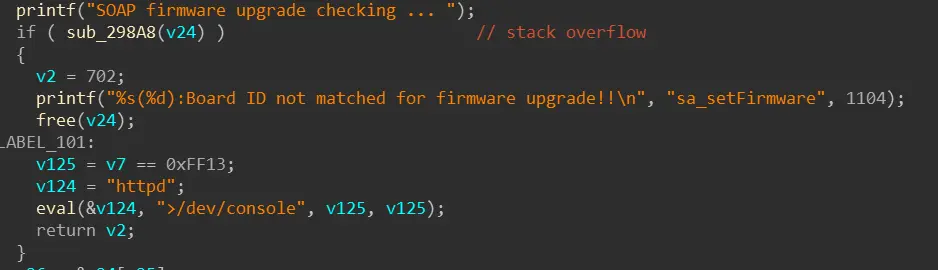 printf("SOAP firmware upgrade checking ... ");
if ( sub_298A8(v24) ) // stack overflow
{
v2 = 702;
printf("%s(%d):Board ID not matched for firmware upgrade!!\n", "sa_setFirmware", 1104);
free(v24);
LABEL_101:
v125 = v7 == 0xFF13;
v124 = "httpd";
eval(&v124, ">/dev/console", v125, v125);
return v2;
}